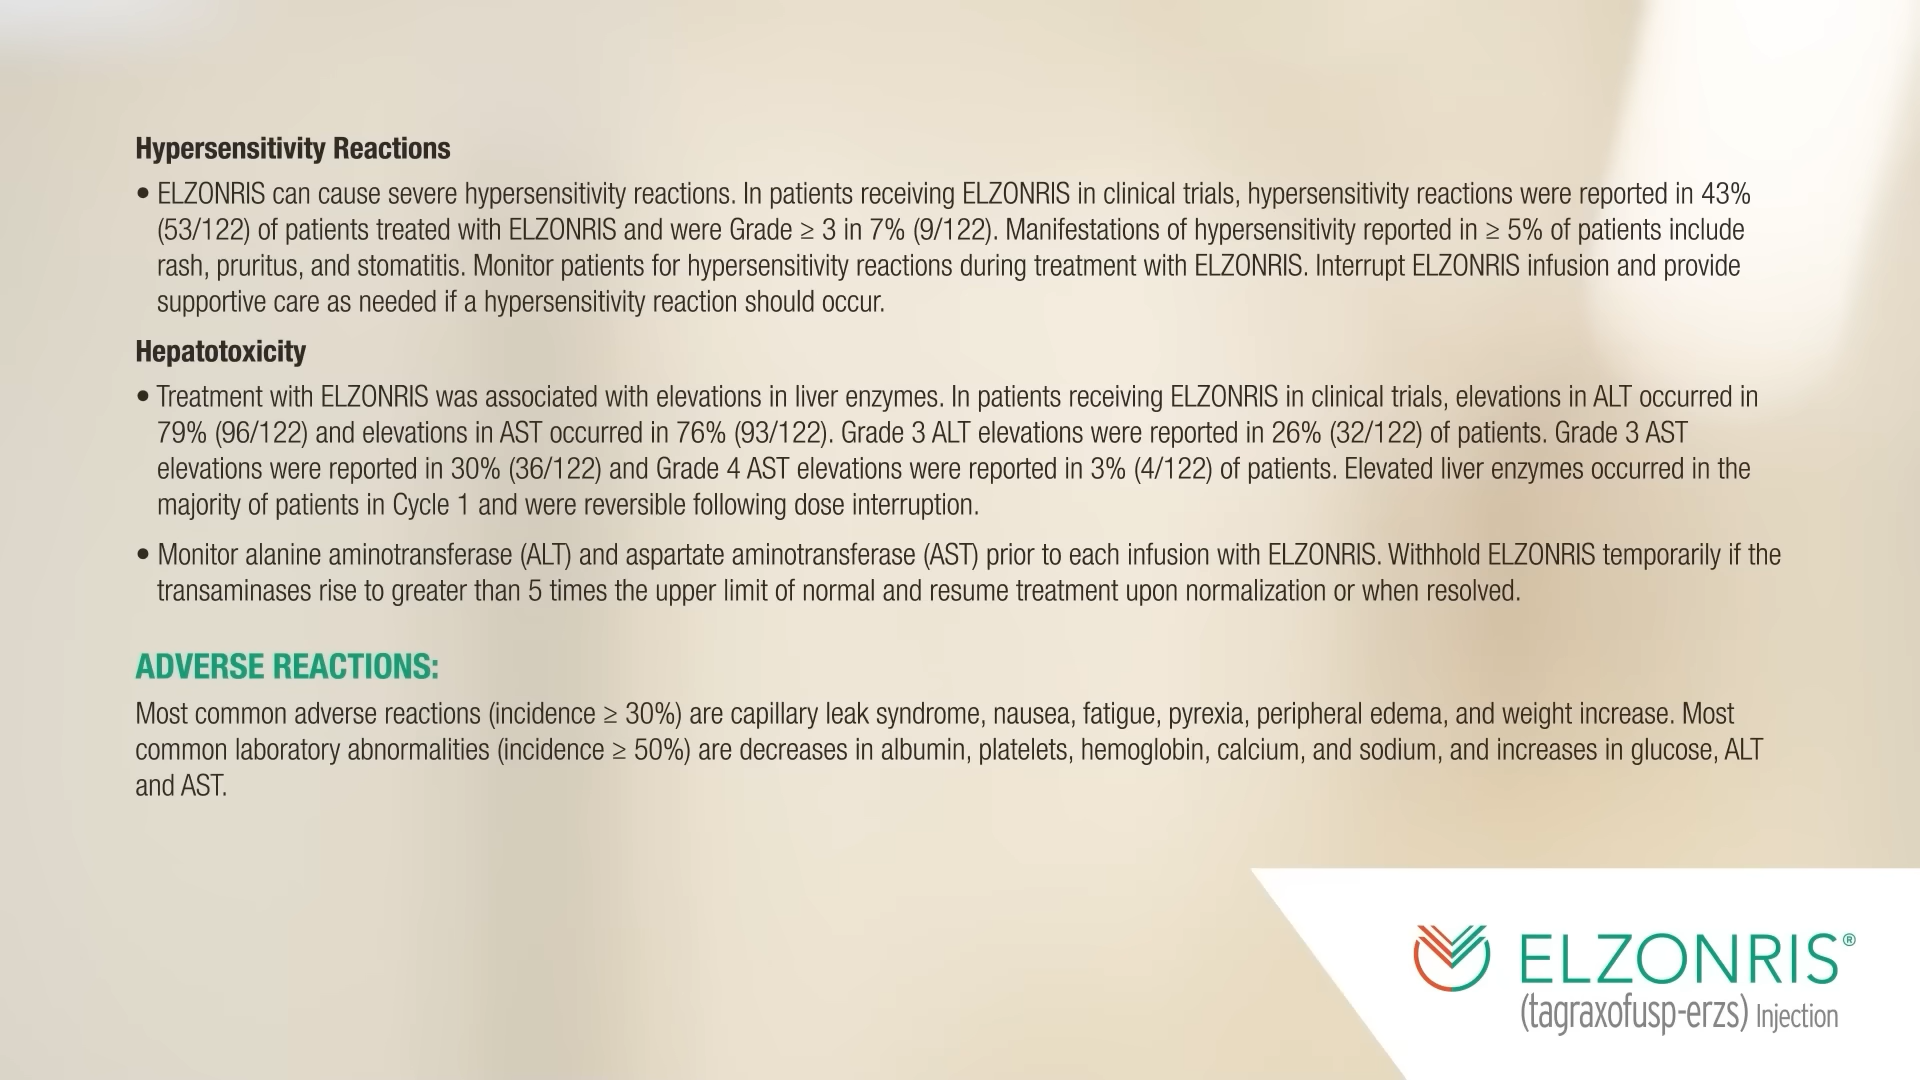 Hypersensitivity Reactions
• ELZONRIS can cause severe hypersensitivity reactions. In patients receiving ELZONRIS in clinical trials, hypersensitivity reactions were reported in 43%
(53/122) of patients treated with ELZONRIS and were Grade ≥ 3 in 7% (9/122). Manifestations of hypersensitivity reported in ≥ 5% of patients include
rash, pruritus, and stomatitis. Monitor patients for hypersensitivity reactions during treatment with ELZONRIS. Interrupt ELZONRIS infusion and provide
supportive care as needed if a hypersensitivity reaction should occur.
Hepatotoxicity
• Treatment with ELZONRIS was associated with elevations in liver enzymes. In patients receiving ELZONRIS in clinical trials, elevations in ALT occurred in
79% (96/122) and elevations in AST occurred in 76% (93/122). Grade 3 ALT elevations were reported in 26% (32/122) of patients. Grade 3 AST
elevations were reported in 30% (36/122) and Grade 4 AST elevations were reported in 3% (4/122) of patients. Elevated liver enzymes occurred in the
majority of patients in Cycle 1 and were reversible following dose interruption.
• Monitor alanine aminotransferase (ALT) and aspartate aminotransferase (AST) prior to each infusion with ELZONRIS. Withhold ELZONRIS temporarily if the
transaminases rise to greater than 5 times the upper limit of normal and resume treatment upon normalization or when resolved.
ADVERSE REACTIONS:
Most common adverse reactions (incidence ≥ 30%) are capillary leak syndrome, nausea, fatigue, pyrexia, peripheral edema, and weight increase. Most
common laboratory abnormalities (incidence ≥ 50%) are decreases in albumin, platelets, hemoglobin, calcium, and sodium, and increases in glucose, ALT
and AST.
ELZONRIS®
(tagraxofusp-erzs) Injection